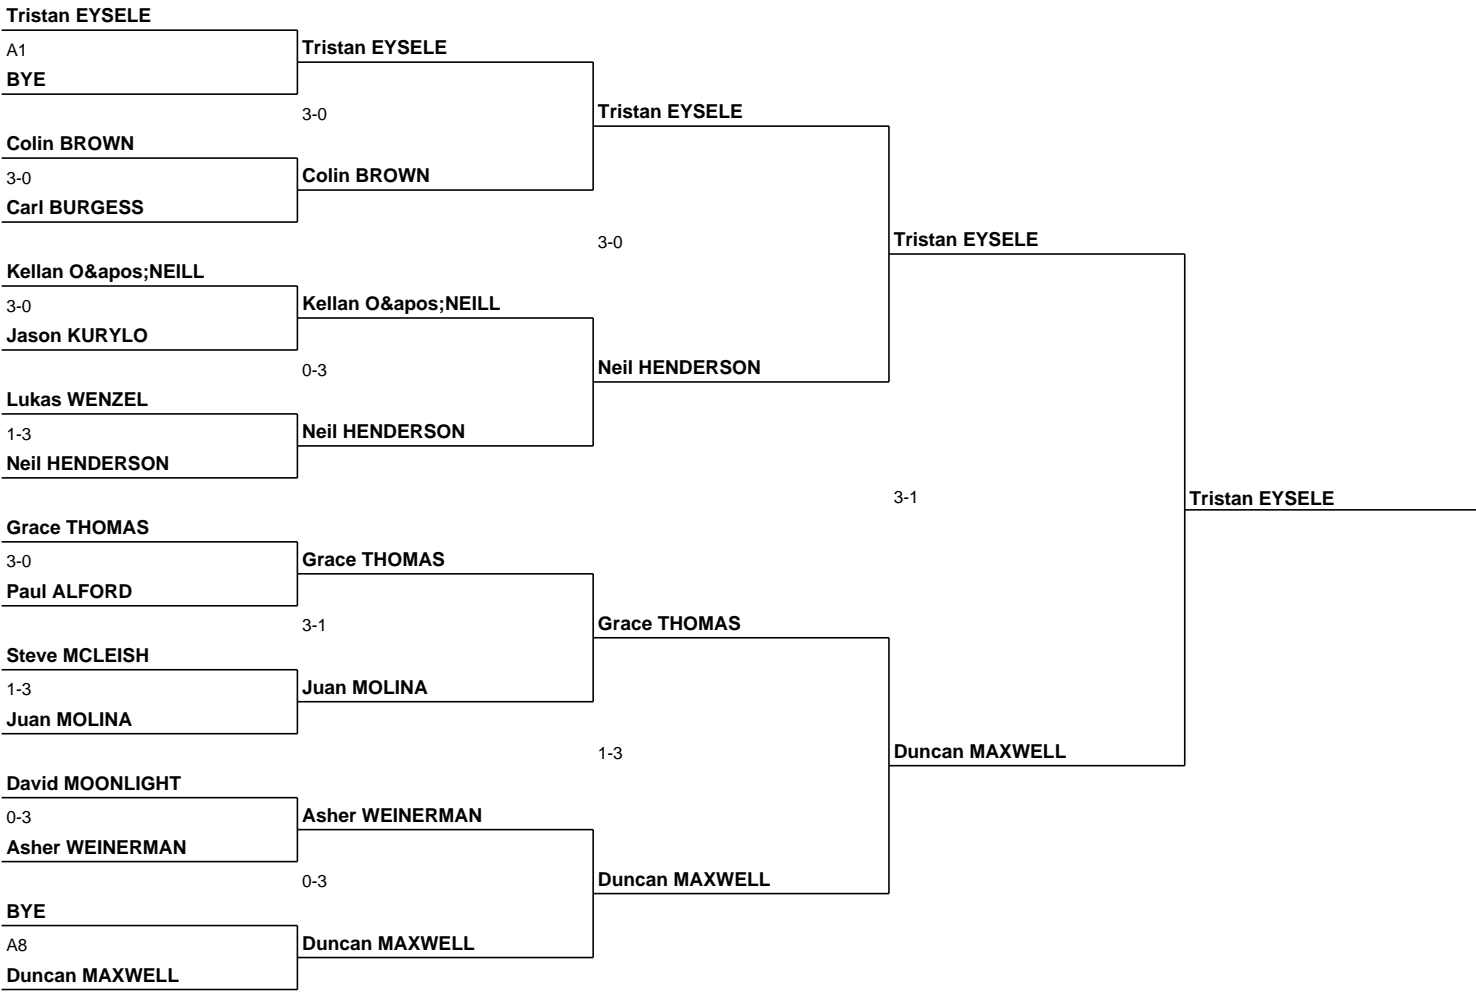 Tristan EYSELE
A1
BYE
Colin BROWN
3-0
Carl BURGESS
Kellan O&apos;NEILL
3-0
Jason KURYLO
Lukas WENZEL
1-3
Neil HENDERSON
Grace THOMAS
3-0
Paul ALFORD
Steve MCLEISH
1-3
Juan MOLINA
David MOONLIGHT
0-3
Asher WEINERMAN
BYE
A8
Duncan MAXWELL
Tristan EYSELE
3-0
Colin BROWN
Kellan O&apos;NEILL
0-3
Neil HENDERSON
Grace THOMAS
3-1
Juan MOLINA
Asher WEINERMAN
0-3
Duncan MAXWELL
Tristan EYSELE
3-0
Neil HENDERSON
Grace THOMAS
1-3
Duncan MAXWELL
Tristan EYSELE
3-1
Duncan MAXWELL
Tristan EYSELE